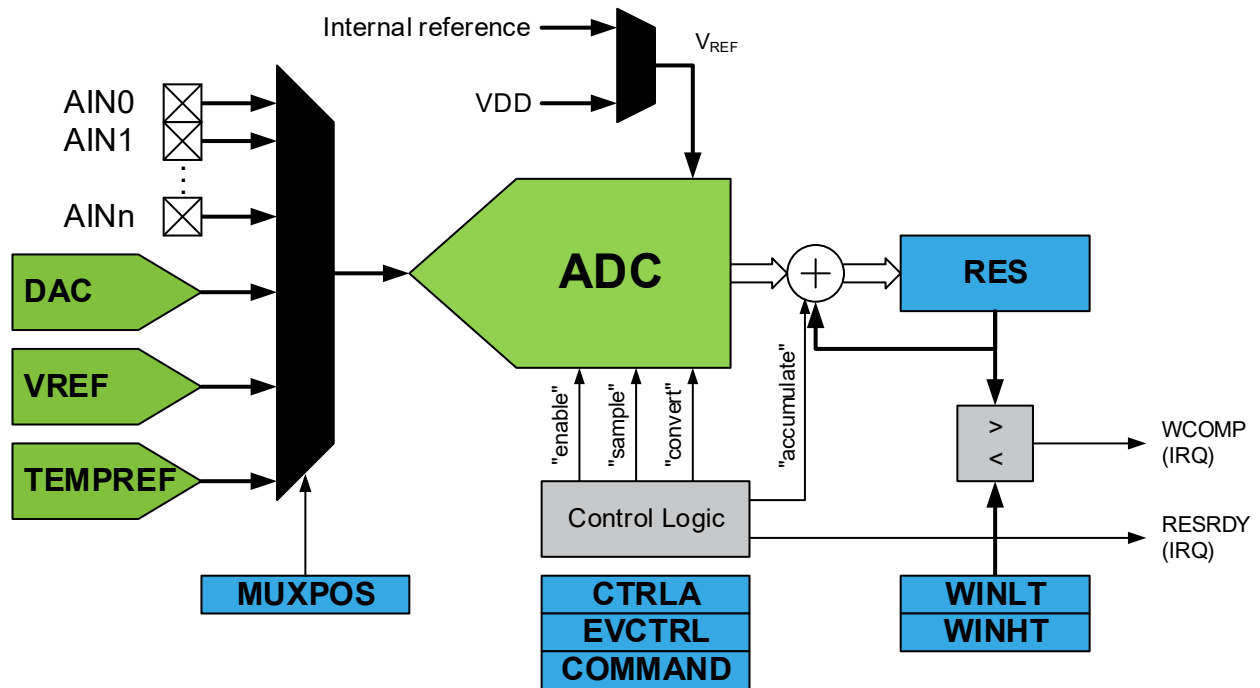 Internal reference
VREF
VDD
AIN0
AIN1
AINn
DAC
VREF
TEMPREF
MUXPOS
ADC
"enable"
"sample"
"convert"
"accumulate"
Control Logic
CTRLA
EVCTRL
COMMAND
+
RES
>
<
WCOMP
(IRQ)
RESRDY
(IRQ)
WINLT
WINHT